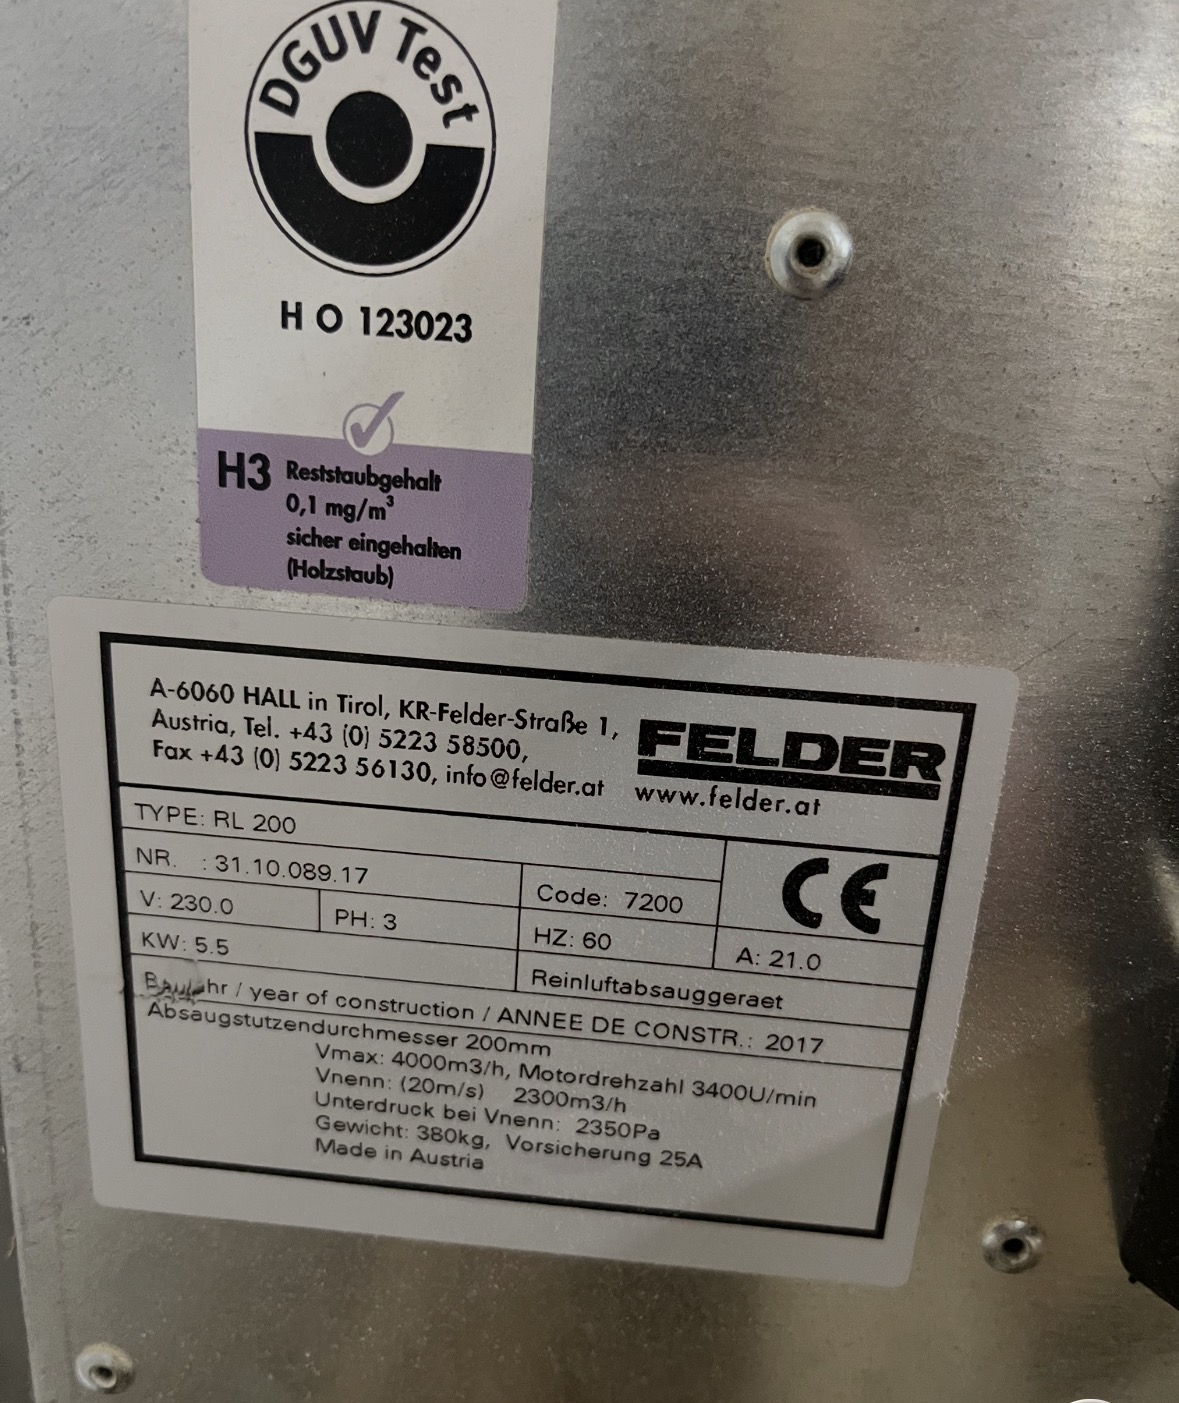 DGUV Test
H O 123023
H3 Reststaubgehalt
0,1 mg/m³
sicher eingehalten
(Holzstaub)
A-6060 HALL in Tirol, KR-Felder-Straße 1,
Austria, Tel. +43 (0) 5223 58500,
Fax +43 (0) 5223 56130, info@felder.at
FELDER
www.felder.at
TYPE: RL 200
NR. : 31.10.089.17
Code: 7200
CE
V: 230.0
PH: 3
HZ: 60
A: 21.0
KW: 5.5
Reinluftabsauggeraet
Baujahr / year of construction / ANNEE DE CONSTR.: 2017
Absaugstutzendurchmesser 200mm
Vmax: 4000m3/h, Motordrehzahl 3400U/min
Vnenn: (20m/s) 2300m3/h
Unterdruck bei Vnenn: 2350Pa
Gewicht: 380kg, Vorsicherung 25A
Made in Austria